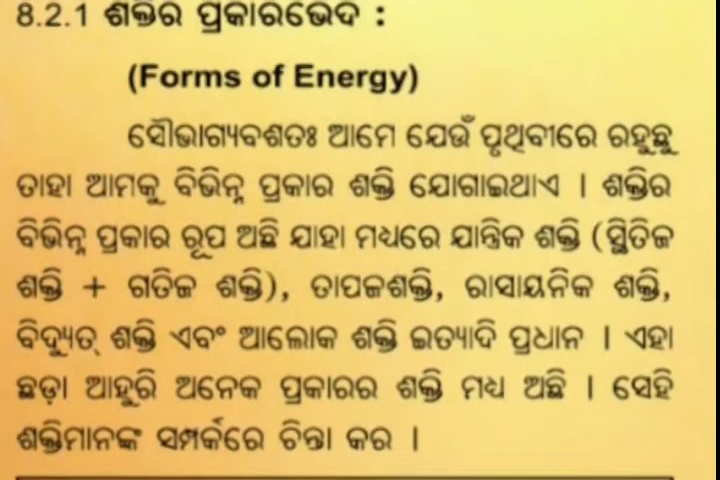 8.2.1 ଶକ୍ତିର ପ୍ରକାରଭେଦ :
(Forms of Energy)
ସୌଭାଗ୍ୟବଶତଃ ଆମେ ଯେଉଁ ପୃଥିବୀରେ ରହୁଛୁ
ତାହା ଆମକୁ ବିଭିନ୍ନ ପ୍ରକାର ଶକ୍ତି ଯୋଗାଇଥାଏ । ଶକ୍ତିର
ବିଭିନ୍ନ ପ୍ରକାର ରୂପ ଅଛି ଯାହା ମଧ୍ୟରେ ଯାନ୍ତ୍ରିକ ଶକ୍ତି (ସ୍ଥିତିଜ
ଶକ୍ତି + ଗତିଜ ଶକ୍ତି), ତାପଜଶକ୍ତି, ରାସାୟନିକ ଶକ୍ତି,
ବିଦ୍ୟୁତ୍ ଶକ୍ତି ଏବଂ ଆଲୋକ ଶକ୍ତି ଇତ୍ୟାଦି ପ୍ରଧାନ । ଏହା
ଛଡ଼ା ଆହୁରି ଅନେକ ପ୍ରକାରର ଶକ୍ତି ମଧ୍ୟ ଅଛି । ସେହି
ଶକ୍ତିମାନଙ୍କ ସମ୍ପର୍କରେ ଚିନ୍ତା କର ।